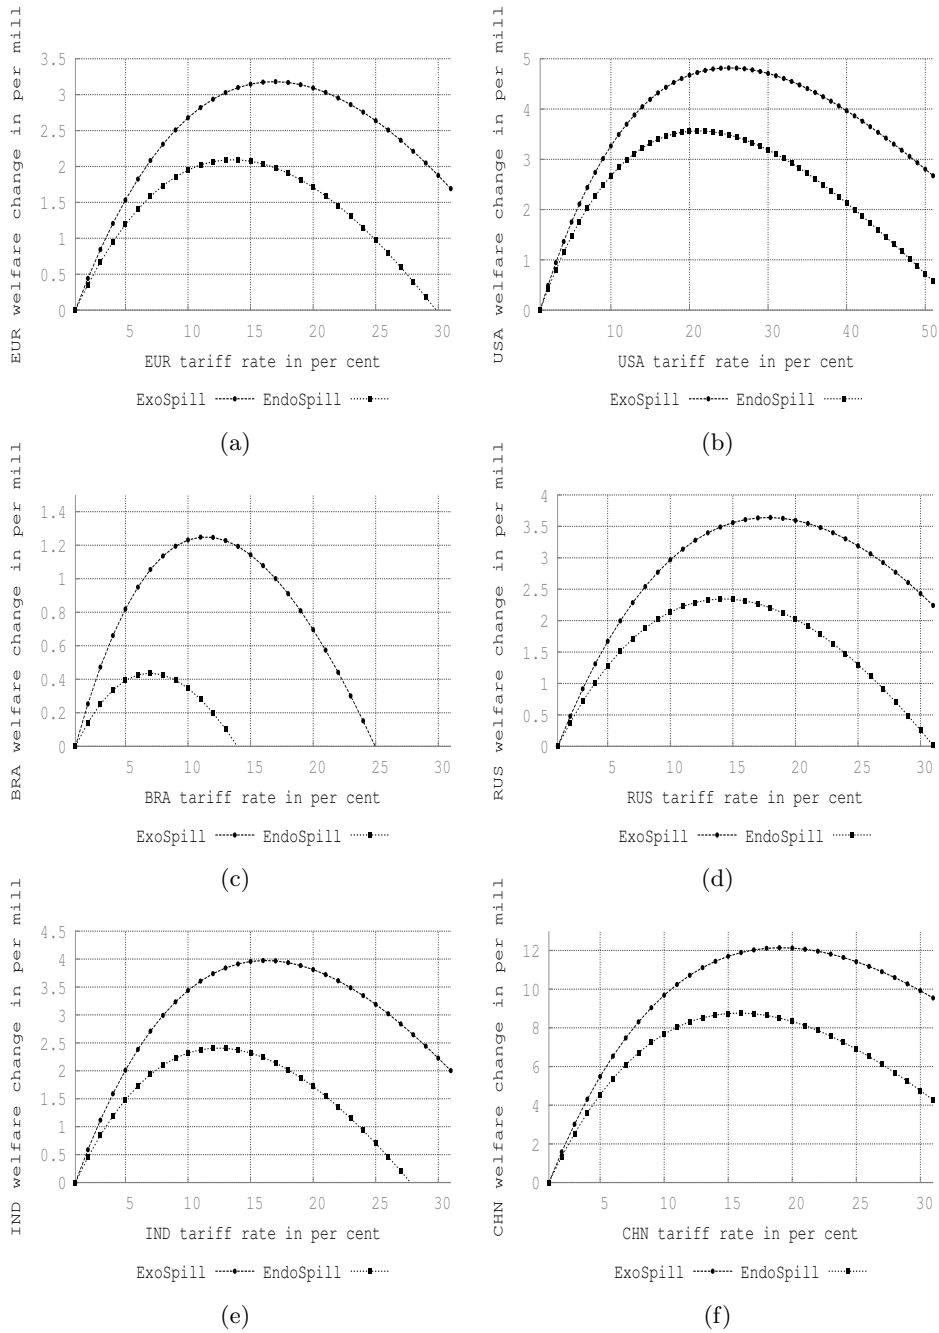 EUR welfare change in per mill
3.5
3
2.5
2
1.5
1
0.5
0
5 10 15 20 25 30
EUR tariff rate in per cent
ExoSpill EndoSpill
(a)
USA welfare change in per mill
5
4
3
2
1
0
10 20 30 40 50
USA tariff rate in per cent
ExoSpill EndoSpill
(b)
BRA welfare change in per mill
1.4
1.2
1
0.8
0.6
0.4
0.2
0
5 10 15 20 25 30
BRA tariff rate in per cent
ExoSpill EndoSpill
(c)
RUS welfare change in per mill
4
3.5
3
2.5
2
1.5
1
0.5
0
5 10 15 20 25 30
RUS tariff rate in per cent
ExoSpill EndoSpill
(d)
IND welfare change in per mill
4.5
4
3.5
3
2.5
2
1.5
1
0.5
0
5 10 15 20 25 30
IND tariff rate in per cent
ExoSpill EndoSpill
(e)
CHN welfare change in per mill
12
10
8
6
4
2
0
5 10 15 20 25 30
CHN tariff rate in per cent
ExoSpill EndoSpill
(f)